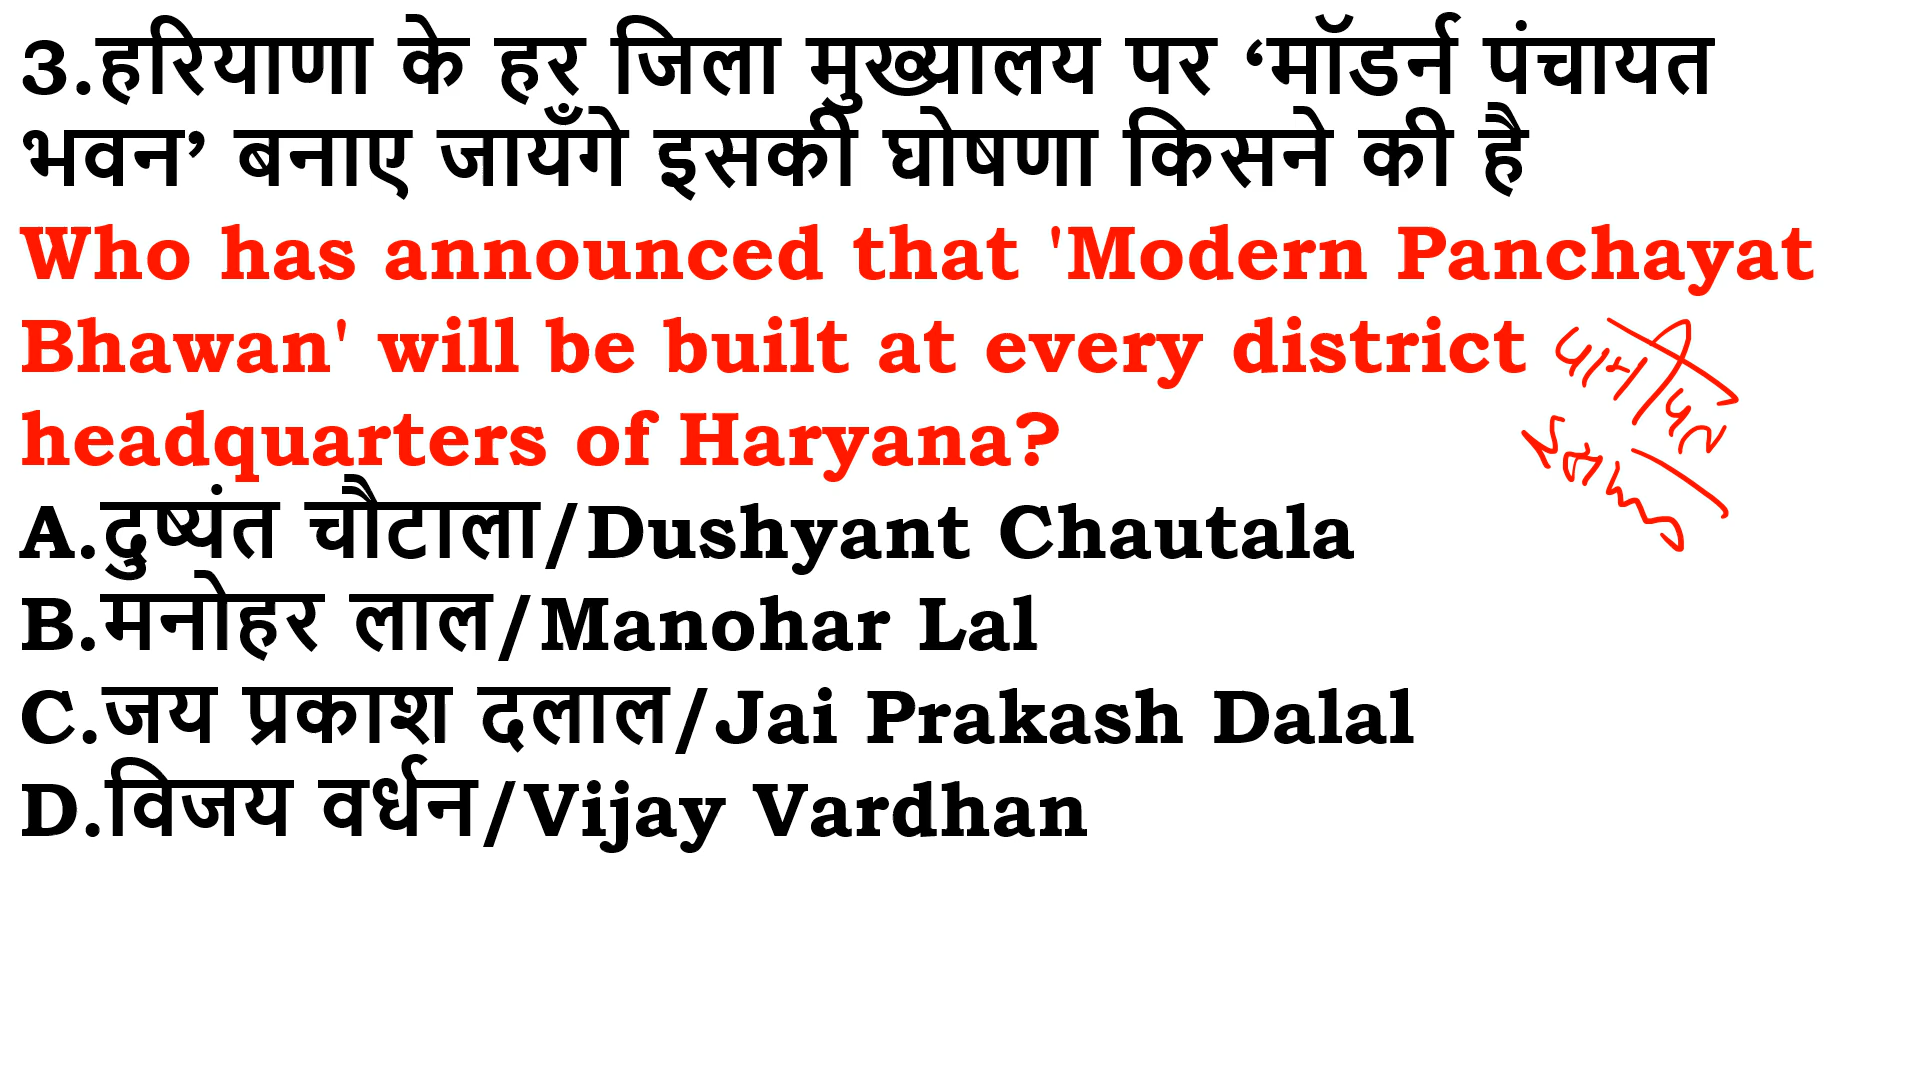 3.हरियाणा के हर जिला मुख्यालय पर ‘मॉडर्न पंचायत
भवन’ बनाए जायँगे इसकी घोषणा किसने की है
Who has announced that 'Modern Panchayat
Bhawan' will be built at every district
headquarters of Haryana?
A.दुष्यंत चौटाला/Dushyant Chautala
B.मनोहर लाल/Manohar Lal
C.जय प्रकाश दलाल/Jai Prakash Dalal
D.विजय वर्धन/Vijay Vardhan